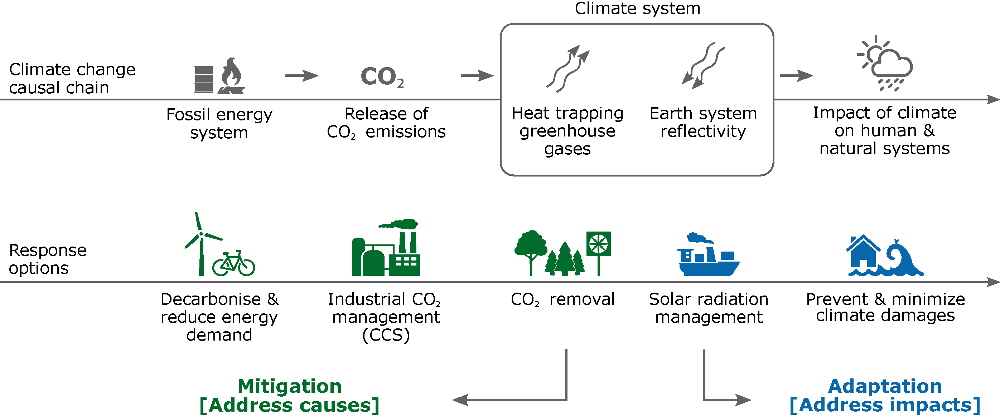 Climate system
Climate change
causal chain
CO₂
Fossil energy
system
Release of
CO₂ emissions
Heat trapping
greenhouse
gases
Earth system
reflectivity
Impact of climate
on human &
natural systems
Response
options
Decarbonise &
reduce energy
demand
Industrial CO₂
management
(CCS)
CO₂ removal
Solar radiation
management
Prevent & minimize
climate damages
Mitigation
[Address causes]
Adaptation
[Address impacts]